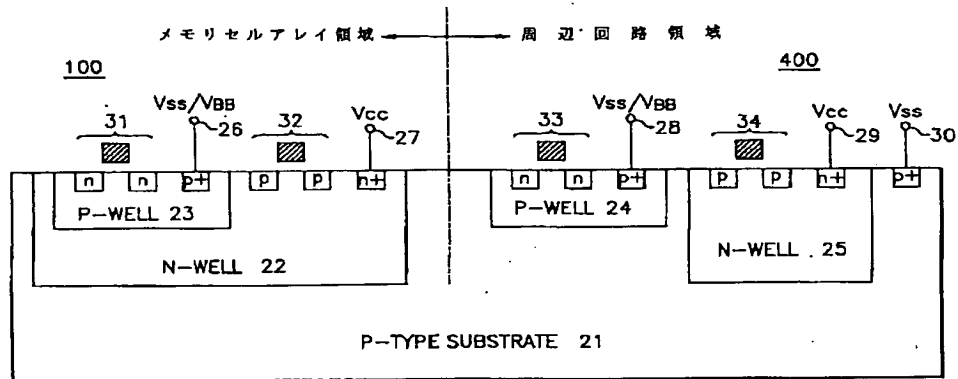 メモリセルアレイ領域 周辺回路領域
100 400
Vss/VBB Vcc Vss/VBB Vcc Vss
31 26 32 27 33 28 34 29 30
n n p+ p p n+ n n p+ p p n+ p+
P-WELL 23 P-WELL 24
N-WELL 22 N-WELL 25
P-TYPE SUBSTRATE 21